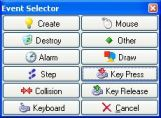 Event Selector
Create
Mouse
Destroy
Other
Alarm
Draw
Step
Key Press
Collision
Key Release
Keyboard
Cancel